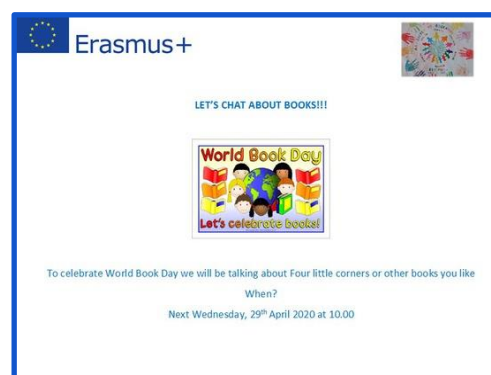 Erasmus+
LET'S CHAT ABOUT BOOKS!!!
World Book Day
Let's celebrate books!
To celebrate World Book Day we will be talking about Four little corners or other books you like
When?
Next Wednesday, 29th April 2020 at 10.00